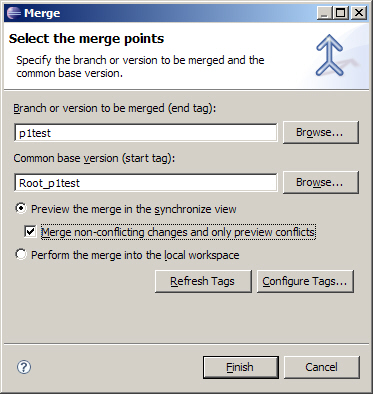 Merge
Select the merge points
Specify the branch or version to be merged and the
common base version.
Branch or version to be merged (end tag):
p1test
Browse...
Common base version (start tag):
Root_p1test
Browse...
Preview the merge in the synchronize view
Merge non-conflicting changes and only preview conflicts
Perform the merge into the local workspace
Refresh Tags
Configure Tags...
?
Finish
Cancel